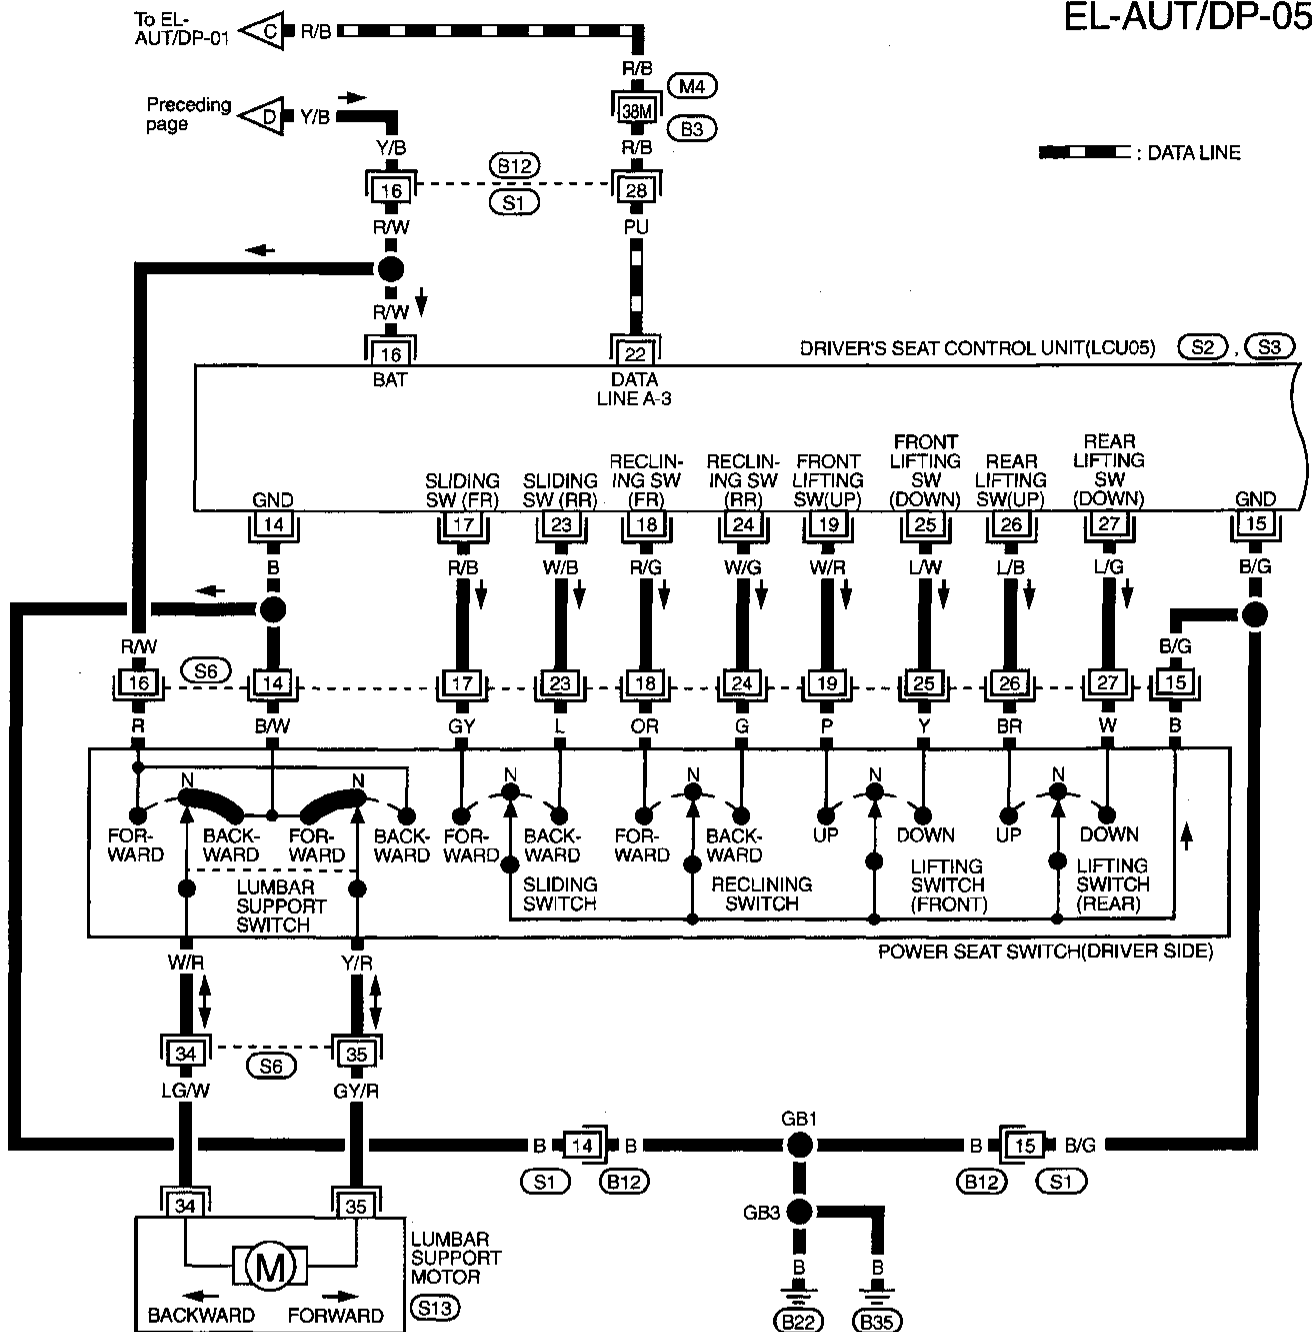 EL-AUT/DP-05
To EL-
AUT/DP-01
C
R/B
R/B
M4
38M
B3
R/B
Preceding
page
D
Y/B
Y/B
: DATA LINE
B12
16
28
S1
R/W
PU
R/W
16
22
DRIVER'S SEAT CONTROL UNIT(LCU05)
S2
,
S3
BAT
DATA
LINE A-3
GND
SLIDING
SW (FR)
SLIDING
SW (RR)
RECLIN-
ING SW
(FR)
RECLIN-
ING SW
(RR)
FRONT
LIFTING
SW(UP)
FRONT
LIFTING
SW
(DOWN)
REAR
LIFTING
SW(UP)
REAR
LIFTING
SW
(DOWN)
GND
14 17 23 18 24 19 25 26 27 15
B R/B W/B R/G W/G W/R L/W L/B L/G B/G
R/W
S6
B/G
16 14 17 23 18 24 19 25 26 27 15
R B/W GY L OR G P Y BR W B
N N N N N N
FOR-
WARD
BACK-
WARD
FOR-
WARD
BACK-
WARD
FOR-
WARD
BACK-
WARD
FOR-
WARD
BACK-
WARD
UP
DOWN
UP
DOWN
LUMBAR
SUPPORT
SWITCH
SLIDING
SWITCH
RECLINING
SWITCH
LIFTING
SWITCH
(FRONT)
LIFTING
SWITCH
(REAR)
POWER SEAT SWITCH(DRIVER SIDE)
W/R
Y/R
34
35
S6
LG/W
GY/R
GB1
B 14 B
B 15 B/G
S1
B12
B12
S1
34
35
GB3
M
LUMBAR
SUPPORT
MOTOR
S13
BACKWARD
FORWARD
B
B
B22
B35